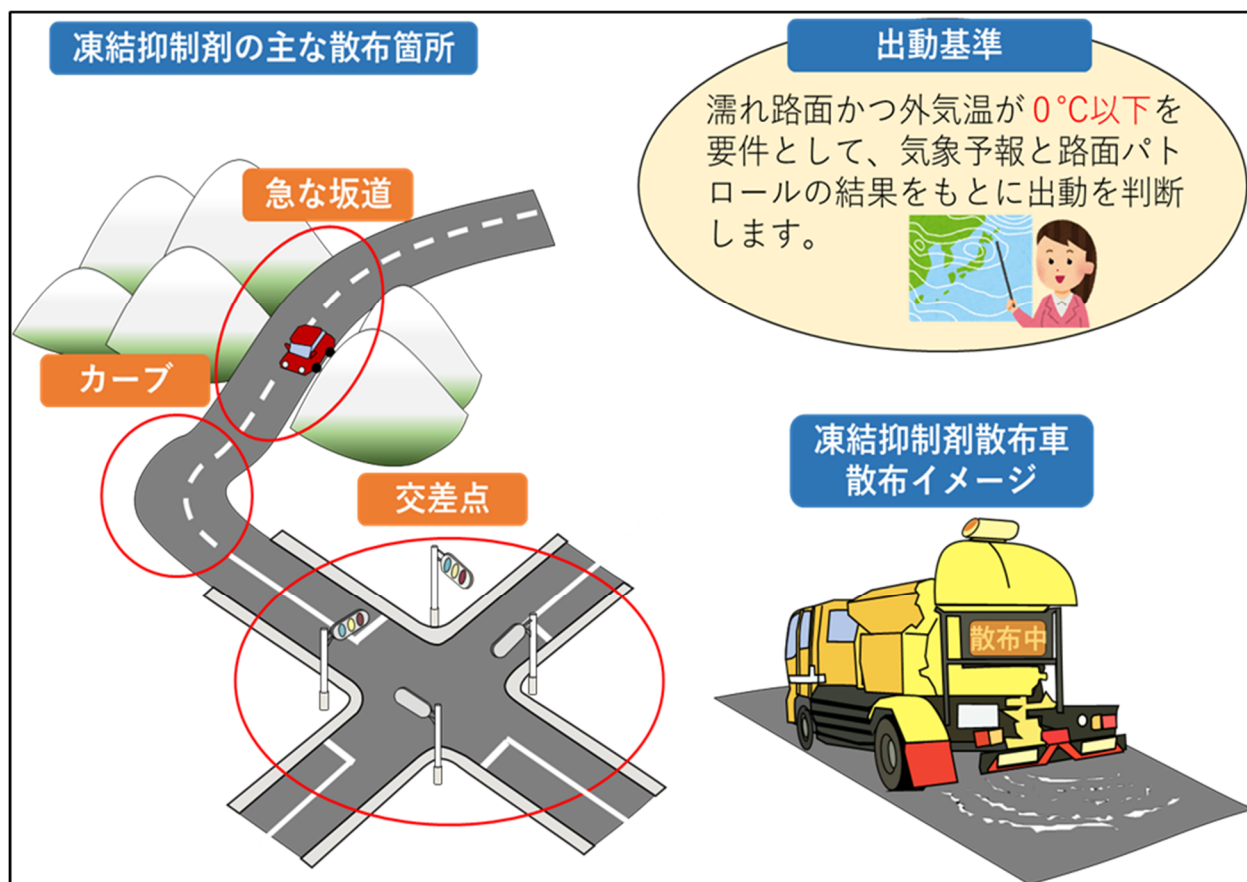 凍結抑制剤の主な散布箇所
急な坂道
カーブ
交差点
出動基準
濡れ路面かつ外気温が0℃以下を
要件として、気象予報と路面パト
ロールの結果をもとに出動を判断
します。
凍結抑制剤散布車
散布イメージ
散布中